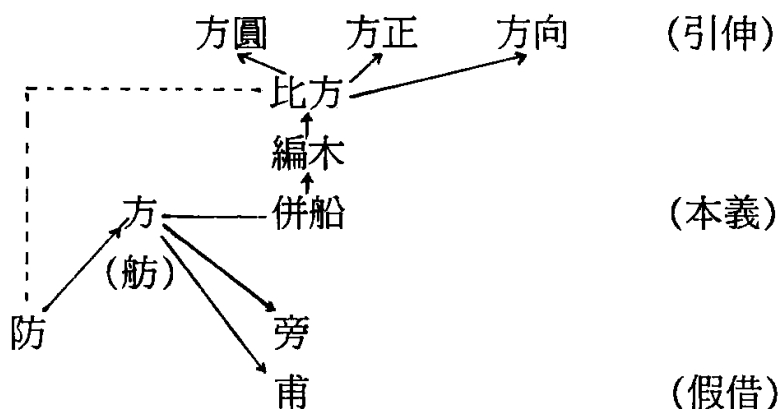 方圓 方正 方向 (引伸)
比方
編木
方 併船 (本義)
(舫)
防 旁
甫 (假借)